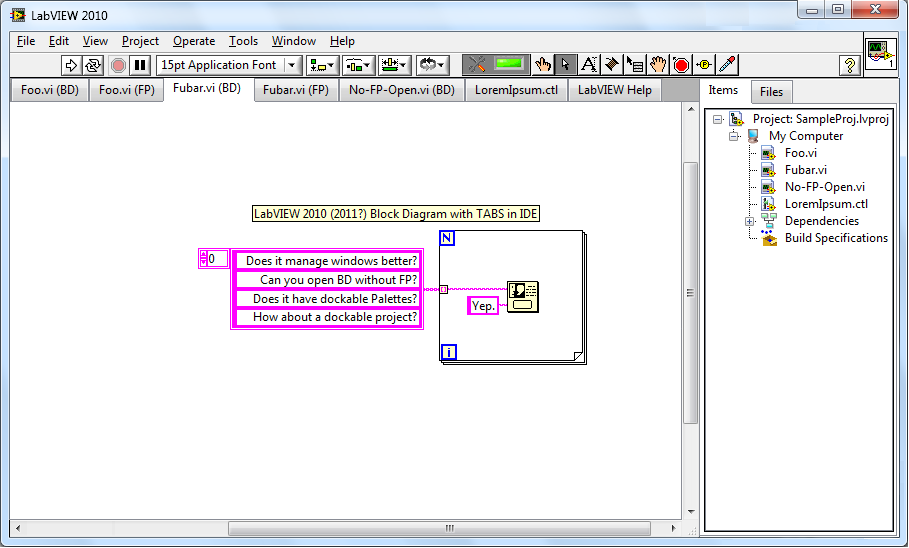 LabVIEW 2010
File Edit View Project Operate Tools Window Help
15pt Application Font
?
1
Foo.vi (BD) Foo.vi (FP) Fubar.vi (BD) Fubar.vi (FP) No-FP-Open.vi (BD) LoremIpsum.ctl LabVIEW Help
Items Files
Project: SampleProj.lvproj
My Computer
Foo.vi
Fubar.vi
No-FP-Open.vi
LoremIpsum.ctl
Dependencies
Build Specifications
LabVIEW 2010 (2011?) Block Diagram with TABS in IDE
N
0
Does it manage windows better?
Can you open BD without FP?
Does it have dockable Palettes?
How about a dockable project?
Yep.
i